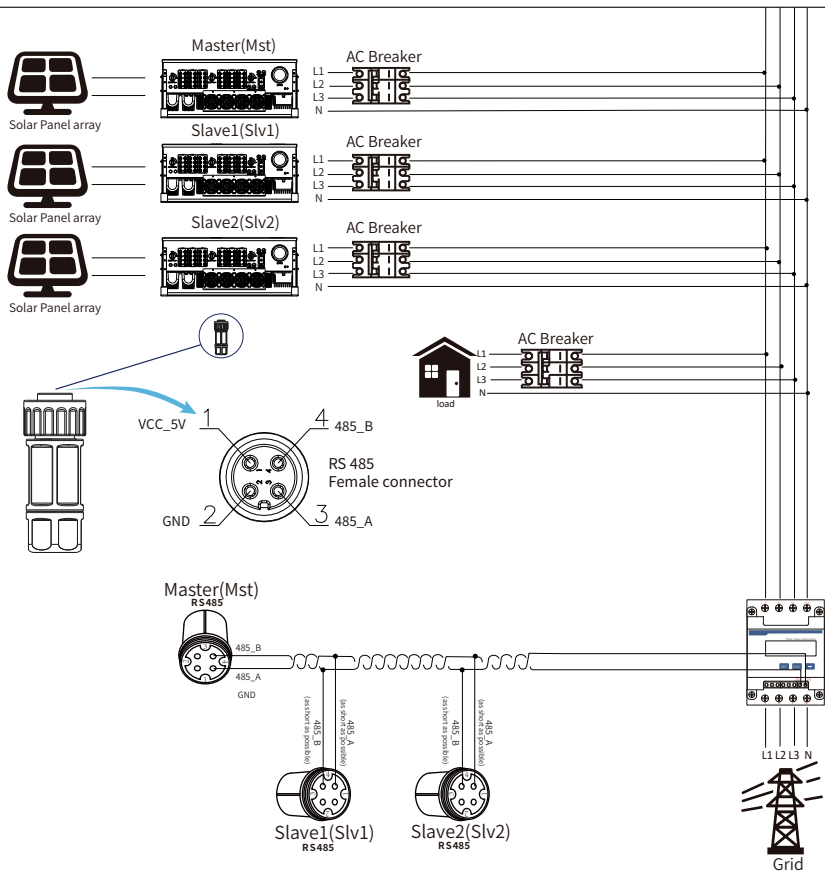 Master(Mst)
AC Breaker
L1
L2
L3
N
Solar Panel array
Slave1(Slv1)
AC Breaker
L1
L2
L3
N
Solar Panel array
Slave2(Slv2)
AC Breaker
L1
L2
L3
N
Solar Panel array
AC Breaker
L1
L2
L3
N
load
VCC_5V
1
4
485_B
RS 485
Female connector
GND
2
3
485_A
1
4
2
3
Master(Mst)
RS485
485_B
485_A
GND
485_B
(as short as possible)
485_A
(as short as possible)
485_B
(as short as possible)
485_A
(as short as possible)
Slave1(Slv1)
RS485
Slave2(Slv2)
RS485
L1 L2 L3 N
Grid